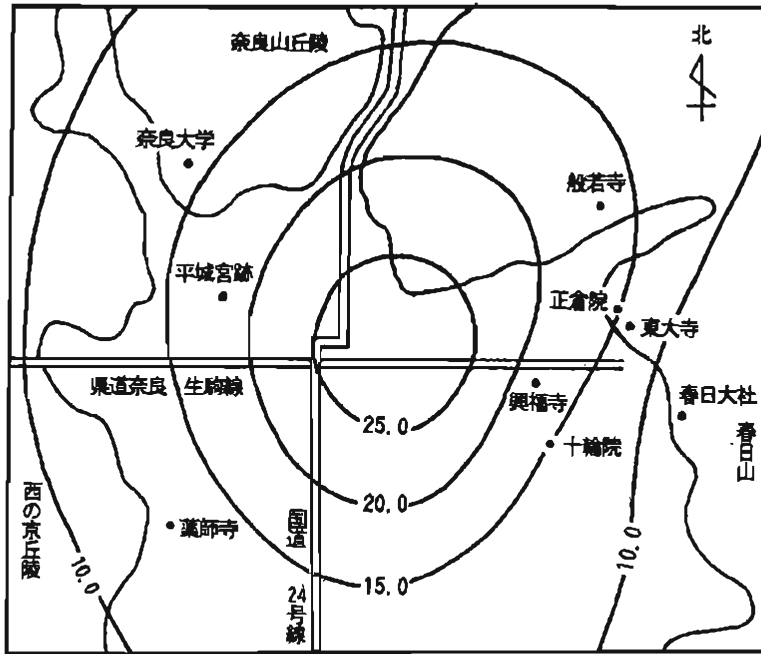 奈良山丘陵
北
奈良大学
般若寺
平城宮跡
正倉院
東大寺
県道奈良 生駒線
興福寺
春日大社
25.0
十輪院
春日山
20.0
西の京丘陵
薬師寺
国道 24号線
10.0
15.0
10.0